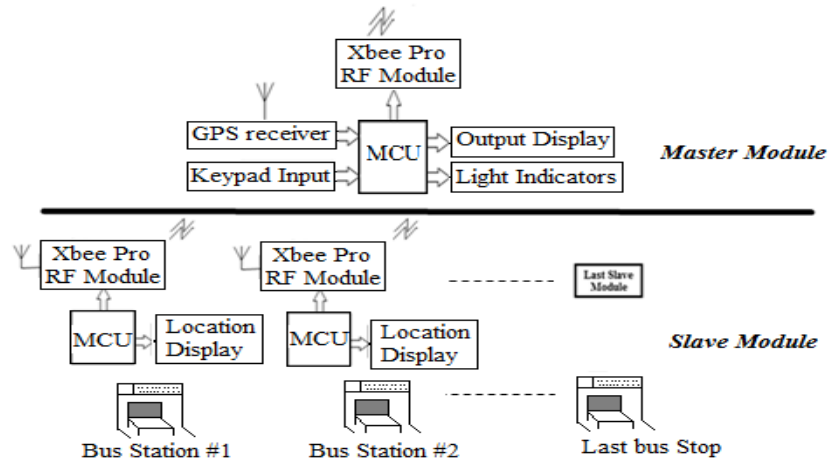 Xbee Pro
RF Module
GPS receiver
MCU
Output Display
Keypad Input
Light Indicators
Master Module
Xbee Pro
RF Module
Xbee Pro
RF Module
Last Slave
Module
MCU
Location
Display
MCU
Location
Display
Slave Module
Bus Station #1
Bus Station #2
Last bus Stop